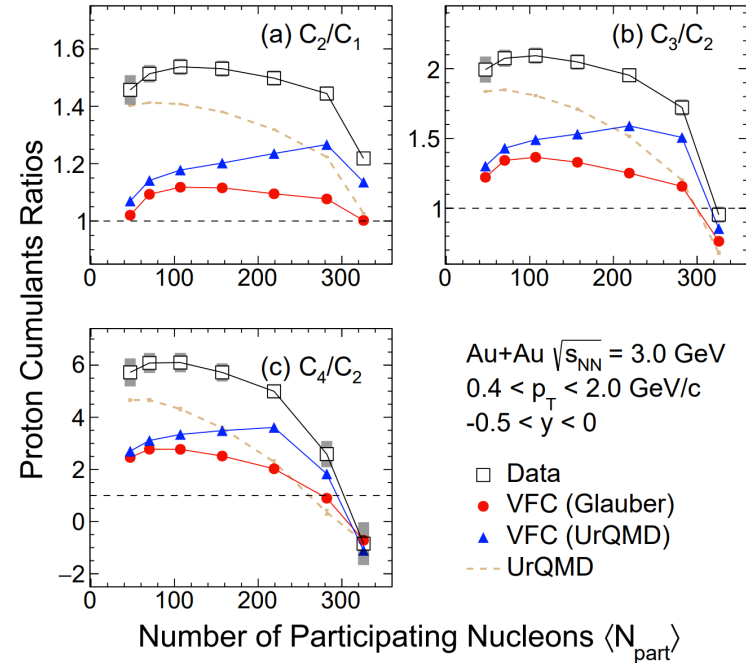 Proton Cumulants Ratios
(a) C₂/C₁
1.6
1.4
1.2
1
0 100 200 300
(b) C₃/C₂
2
1.5
1
0 100 200 300
(c) C₄/C₂
6
4
2
0
−2
0 100 200 300
Au+Au √s_NN = 3.0 GeV
0.4 < p_T < 2.0 GeV/c
-0.5 < y < 0
Data
VFC (Glauber)
VFC (UrQMD)
UrQMD
Number of Participating Nucleons ⟨N_part⟩